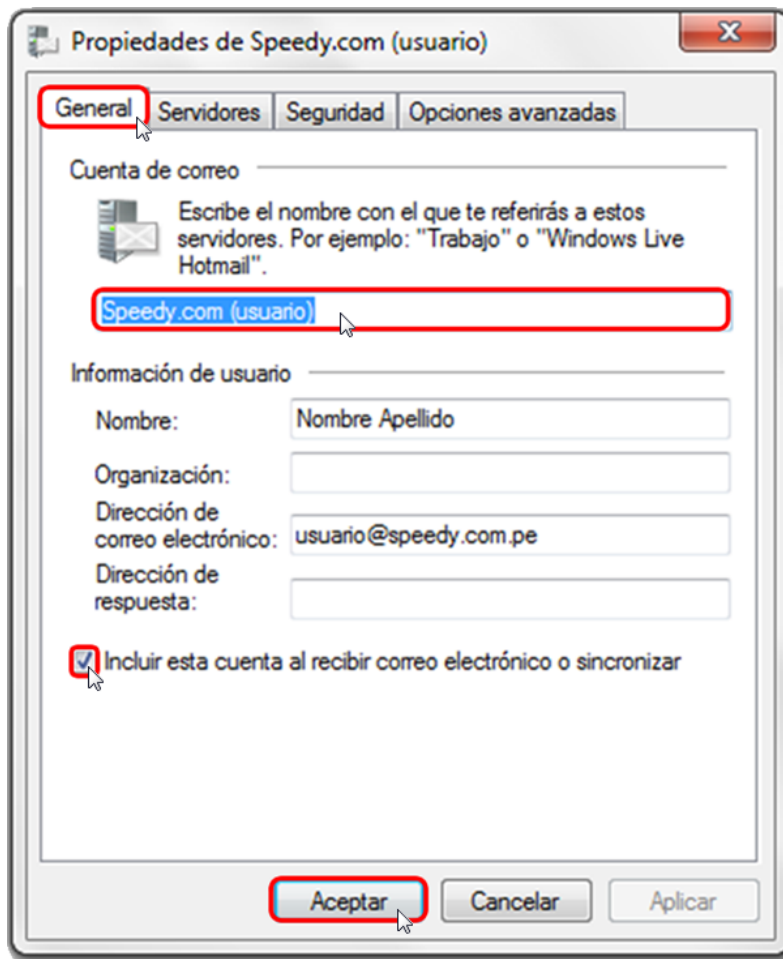 Propiedades de Speedy.com (usuario)
General Servidores Seguridad Opciones avanzadas
Cuenta de correo
Escribe el nombre con el que te referirás a estos
servidores. Por ejemplo: "Trabajo" o "Windows Live
Hotmail".
Speedy.com (usuario)
Información de usuario
Nombre: Nombre Apellido
Organización:
Dirección de
correo electrónico: usuario@speedy.com.pe
Dirección de
respuesta:
Incluir esta cuenta al recibir correo electrónico o sincronizar
Aceptar Cancelar Aplicar